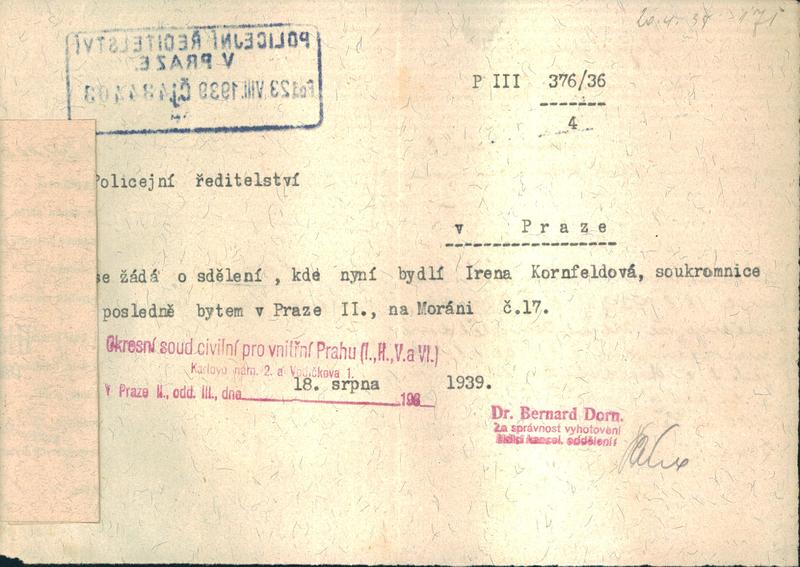 POLICEJNÍ ŘEDITELSTVÍ
V PRAZE
23.VIII.1939 Čj
P III 376/36
4
Policejní ředitelství
v Praze
se žádá o sdělení , kde nyní bydlí Irena Kornfeldová, soukromnice
posledně bytem v Praze II., na Moráni č.17.
Okresní soud civilní pro vnitřní Prahu (I., II., V. a VI.)
Karlovo nám. 2. a Vodičkova 1.
V Praze II., odd. III., dne 18. srpna 193 1939.
Dr. Bernard Dorn.
Za správnost vyhotovení